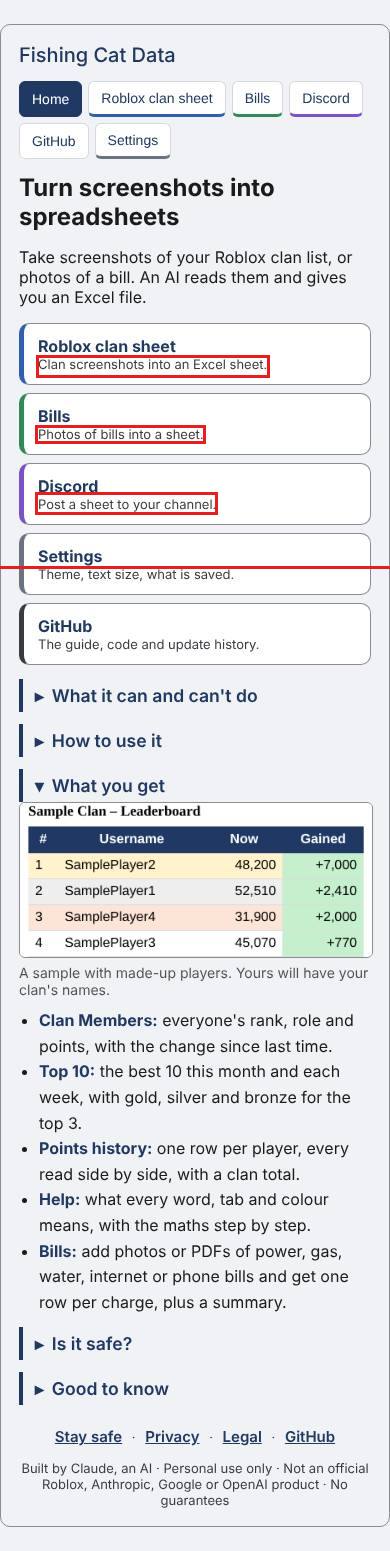 Fishing Cat Data
Home Roblox clan sheet Bills Discord
GitHub Settings
Turn screenshots into
spreadsheets
Take screenshots of your Roblox clan list, or
photos of a bill. An AI reads them and gives
you an Excel file.
Roblox clan sheet
Clan screenshots into an Excel sheet.
Bills
Photos of bills into a sheet.
Discord
Post a sheet to your channel.
Settings
Theme, text size, what is saved.
GitHub
The guide, code and update history.
► What it can and can't do
► How to use it
▼ What you get
Sample Clan – Leaderboard
# Username Now Gained
1 SamplePlayer2 48,200 +7,000
2 SamplePlayer1 52,510 +2,410
3 SamplePlayer4 31,900 +2,000
4 SamplePlayer3 45,070 +770
A sample with made-up players. Yours will have your
clan's names.
• Clan Members: everyone's rank, role and
points, with the change since last time.
• Top 10: the best 10 this month and each
week, with gold, silver and bronze for the
top 3.
• Points history: one row per player, every
read side by side, with a clan total.
• Help: what every word, tab and colour
means, with the maths step by step.
• Bills: add photos or PDFs of power, gas,
water, internet or phone bills and get one
row per charge, plus a summary.
► Is it safe?
► Good to know
Stay safe · Privacy · Legal · GitHub
Built by Claude, an AI · Personal use only · Not an official
Roblox, Anthropic, Google or OpenAI product · No
guarantees